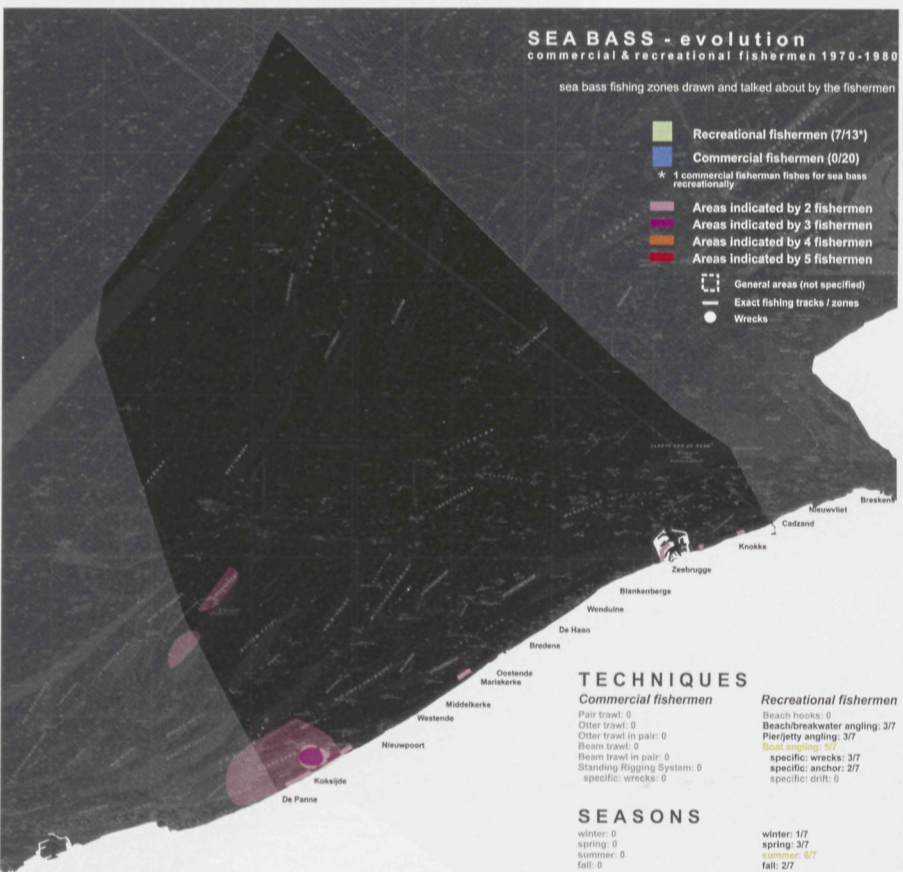 SEA BASS - evolution
commercial & recreational fishermen 1970-1980
sea bass fishing zones drawn and talked about by the fishermen
Recreational fishermen (7/13*)
Commercial fishermen (0/20)
* 1 commercial fisherman fishes for sea bass
recreationally
Areas indicated by 2 fishermen
Areas indicated by 3 fishermen
Areas indicated by 4 fishermen
Areas indicated by 5 fishermen
General areas (not specified)
Exact fishing tracks / zones
Wrecks
Breskens
Nieuwvliet
Cadzand
Knokke
Zeebrugge
Blankenberge
Wenduine
De Haan
Bredene
Oostende
Mariakerke
Middelkerke
Westende
Nieuwpoort
Koksijde
De Panne
TECHNIQUES
Commercial fishermen
Pair trawl: 0
Otter trawl: 0
Otter trawl in pair: 0
Beam trawl: 0
Beam trawl in pair: 0
Standing Rigging System: 0
specific: wrecks: 0
Recreational fishermen
Beach hooks: 0
Beach/breakwater angling: 3/7
Pier/jetty angling: 3/7
Boat angling: 5/7
specific: wrecks: 3/7
specific: anchor: 2/7
specific: drift: 0
SEASONS
winter: 0
spring: 0
summer: 0
fall: 0
winter: 1/7
spring: 3/7
summer: 6/7
fall: 2/7